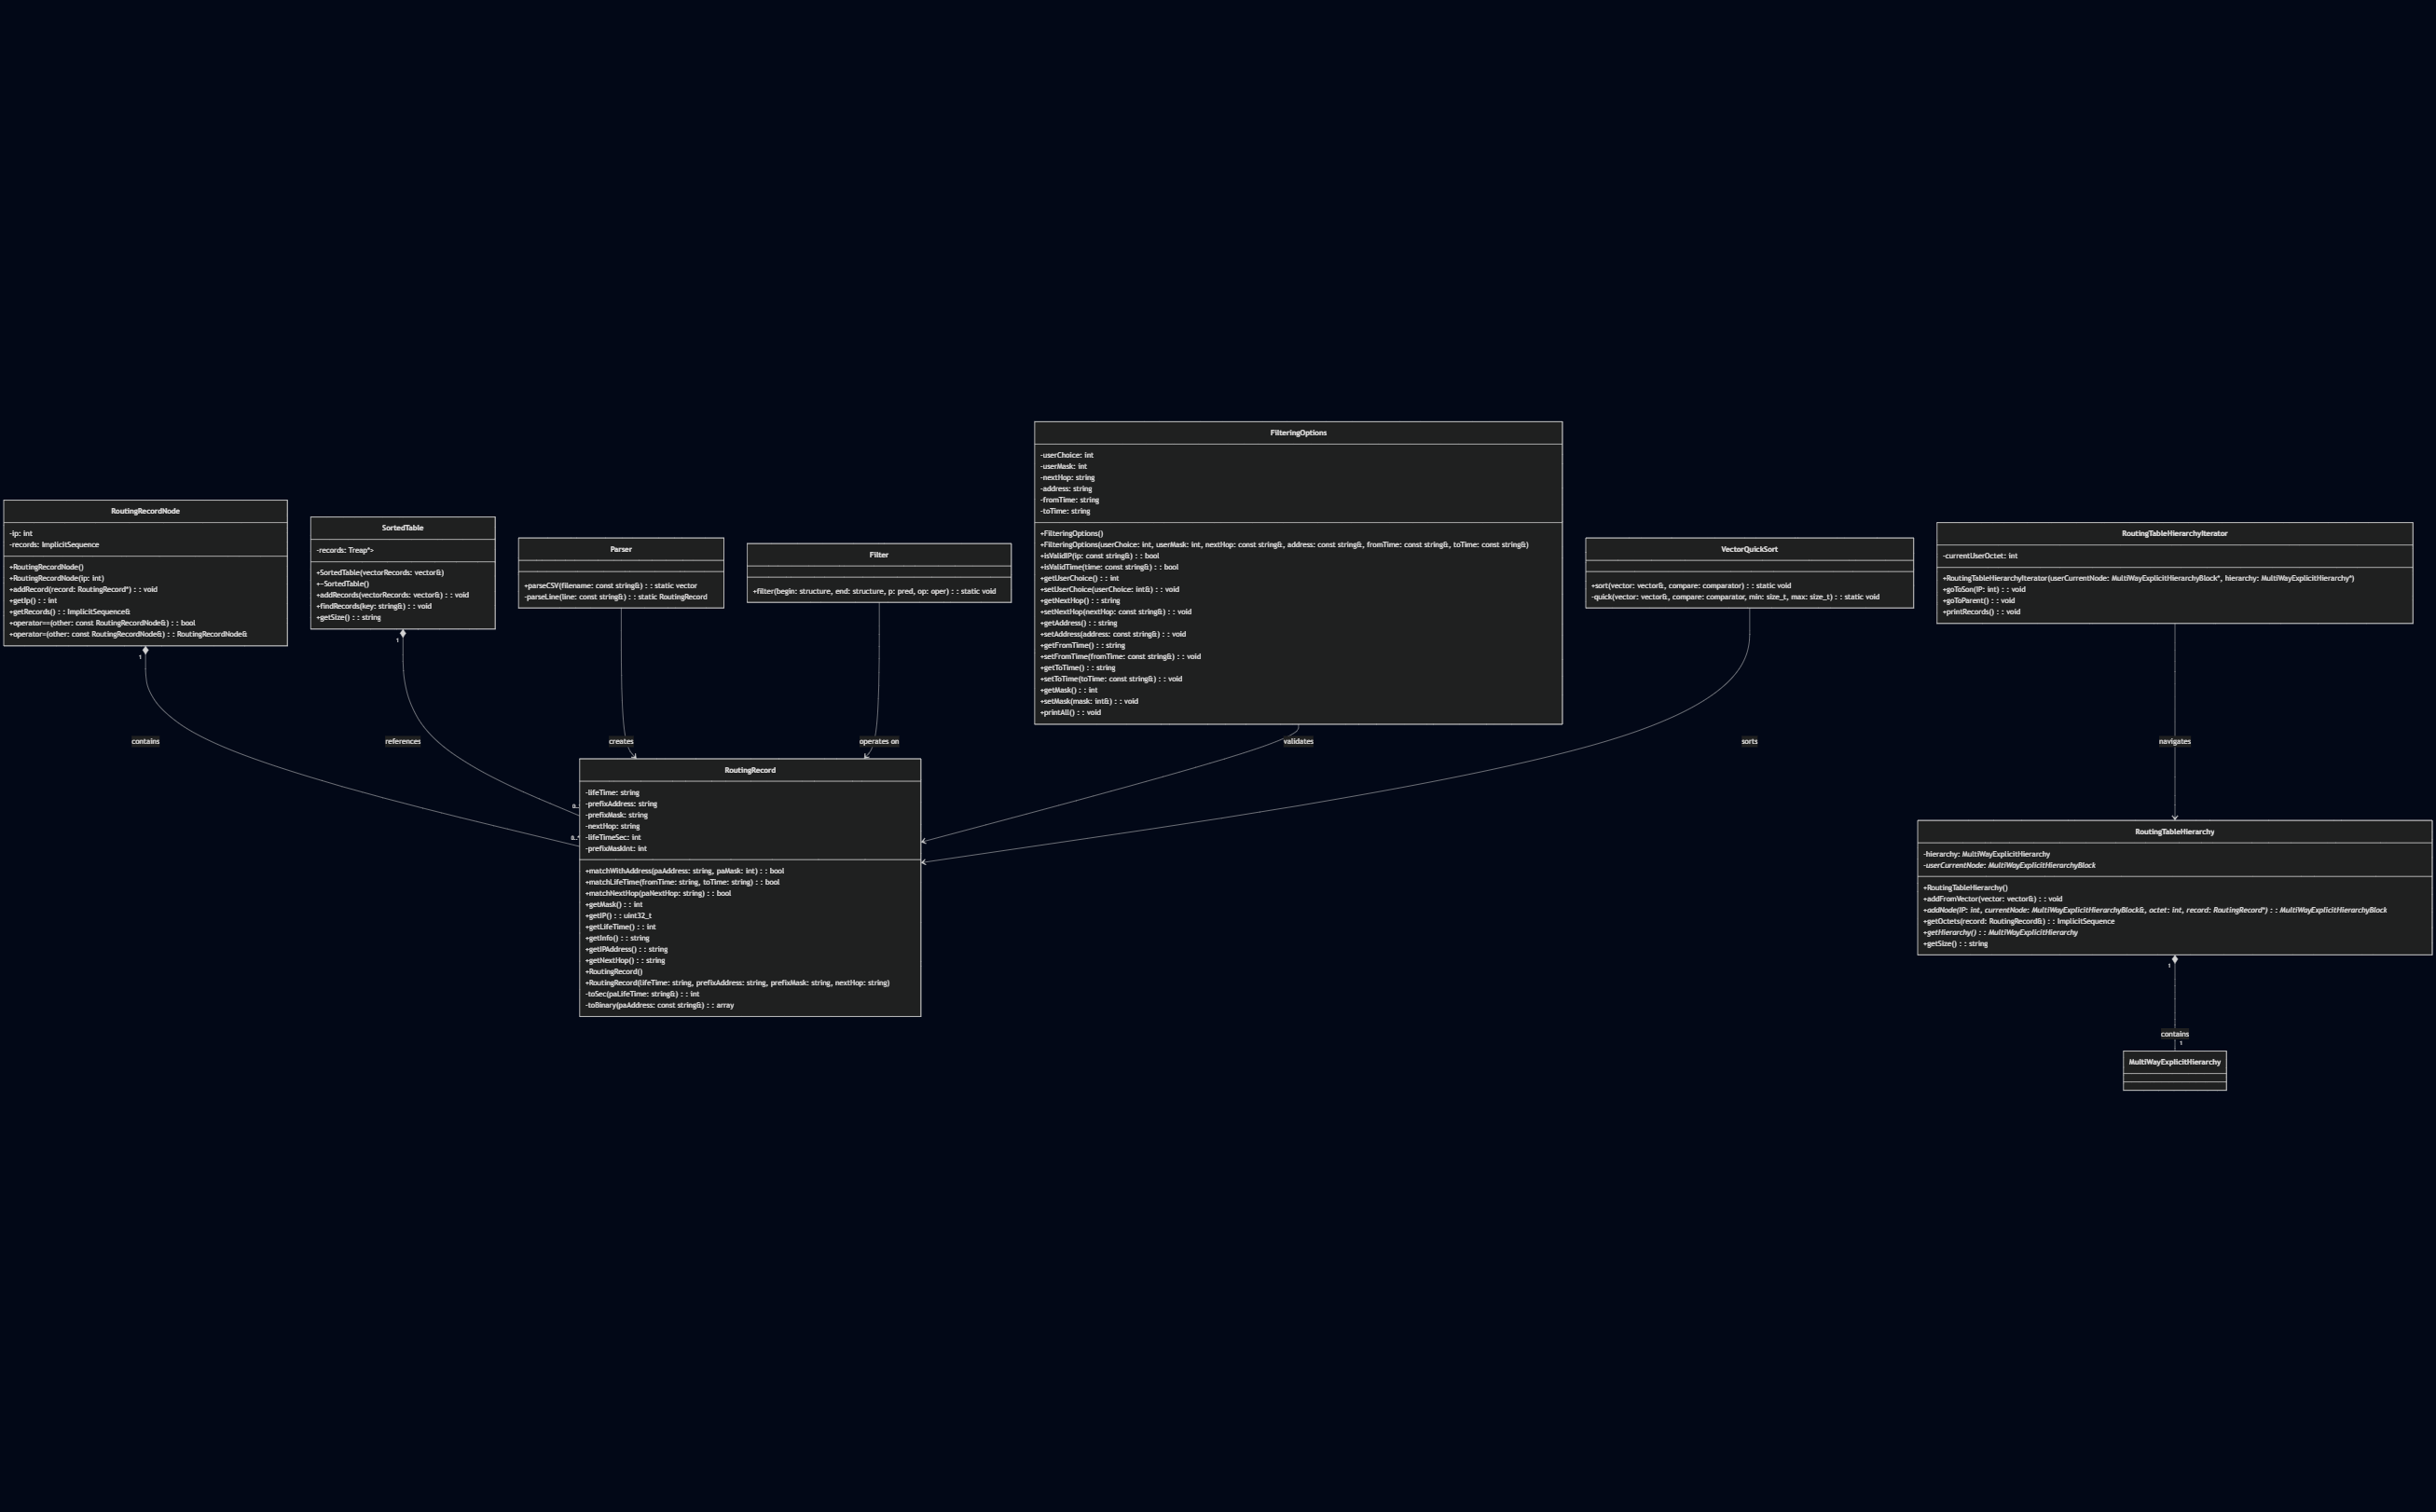 RoutingRecordNode
-ip: int
-records: ImplicitSequence
+RoutingRecordNode()
+RoutingRecordNode(ip: int)
+addRecord(record: RoutingRecord*) : : void
+getIp() : : int
+getRecords() : : ImplicitSequence&
+operator==(other: const RoutingRecordNode&) : : bool
+operator=(other: const RoutingRecordNode&) : : RoutingRecordNode&
1
contains
SortedTable
-records: Treap*>
+SortedTable(vectorRecords: vector&)
+~SortedTable()
+addRecords(vectorRecords: vector&) : : void
+findRecords(key: string&) : : void
+getSize() : : string
1
references
Parser
+parseCSV(filename: const string&) : : static vector
-parseLine(line: const string&) : : static RoutingRecord
creates
Filter
+filter(begin: structure, end: structure, p: pred, op: oper) : : static void
operates on
FilteringOptions
-userChoice: int
-userMask: int
-nextHop: string
-address: string
-fromTime: string
-toTime: string
+FilteringOptions()
+FilteringOptions(userChoice: int, userMask: int, nextHop: const string&, address: const string&, fromTime: const string&, toTime: const string&)
+isValidIP(ip: const string&) : : bool
+isValidTime(time: const string&) : : bool
+getUserChoice() : : int
+setUserChoice(userChoice: int&) : : void
+getNextHop() : : string
+setNextHop(nextHop: const string&) : : void
+getAddress() : : string
+setAddress(address: const string&) : : void
+getFromTime() : : string
+setFromTime(fromTime: const string&) : : void
+getToTime() : : string
+setToTime(toTime: const string&) : : void
+getMask() : : int
+setMask(mask: int&) : : void
+printAll() : : void
validates
VectorQuickSort
+sort(vector: vector&, compare: comparator) : : static void
-quick(vector: vector&, compare: comparator, min: size_t, max: size_t) : : static void
sorts
RoutingTableHierarchyIterator
-currentUserOctet: int
+RoutingTableHierarchyIterator(userCurrentNode: MultiWayExplicitHierarchyBlock*, hierarchy: MultiWayExplicitHierarchy*)
+goToSon(IP: int) : : void
+goToParent() : : void
+printRecords() : : void
navigates
0..
0..*
RoutingRecord
-lifeTime: string
-prefixAddress: string
-prefixMask: string
-nextHop: string
-lifeTimeSec: int
-prefixMaskInt: int
+matchWithAddress(paAddress: string, paMask: int) : : bool
+matchLifeTime(fromTime: string, toTime: string) : : bool
+matchNextHop(paNextHop: string) : : bool
+getMask() : : int
+getIP() : : uint32_t
+getLifeTime() : : int
+getInfo() : : string
+getIPAddress() : : string
+getNextHop() : : string
+RoutingRecord()
+RoutingRecord(lifeTime: string, prefixAddress: string, prefixMask: string, nextHop: string)
-toSec(paLifeTime: string&) : : int
-toBinary(paAddress: const string&) : : array
RoutingTableHierarchy
-hierarchy: MultiWayExplicitHierarchy
-userCurrentNode: MultiWayExplicitHierarchyBlock
+RoutingTableHierarchy()
+addFromVector(vector: vector&) : : void
+addNode(IP: int, currentNode: MultiWayExplicitHierarchyBlock&, octet: int, record: RoutingRecord*) : : MultiWayExplicitHierarchyBlock
+getOctets(record: RoutingRecord&) : : ImplicitSequence
+getHierarchy() : : MultiWayExplicitHierarchy
+getSize() : : string
1
contains
1
MultiWayExplicitHierarchy